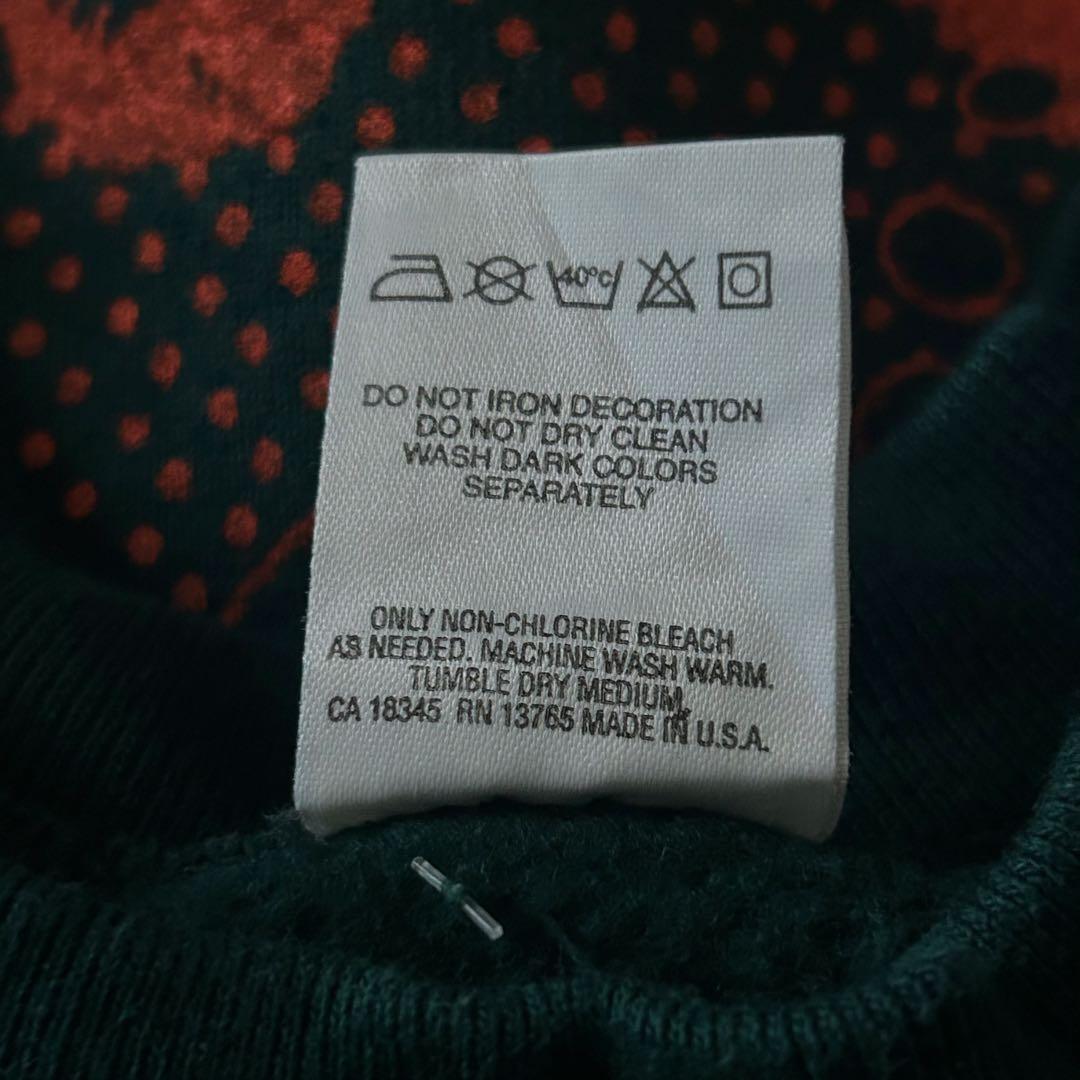 40°C
DO NOT IRON DECORATION
DO NOT DRY CLEAN
WASH DARK COLORS
SEPARATELY
ONLY NON-CHLORINE BLEACH
AS NEEDED. MACHINE WASH WARM.
TUMBLE DRY MEDIUM.
CA 18345 RN 13765 MADE IN U.S.A.